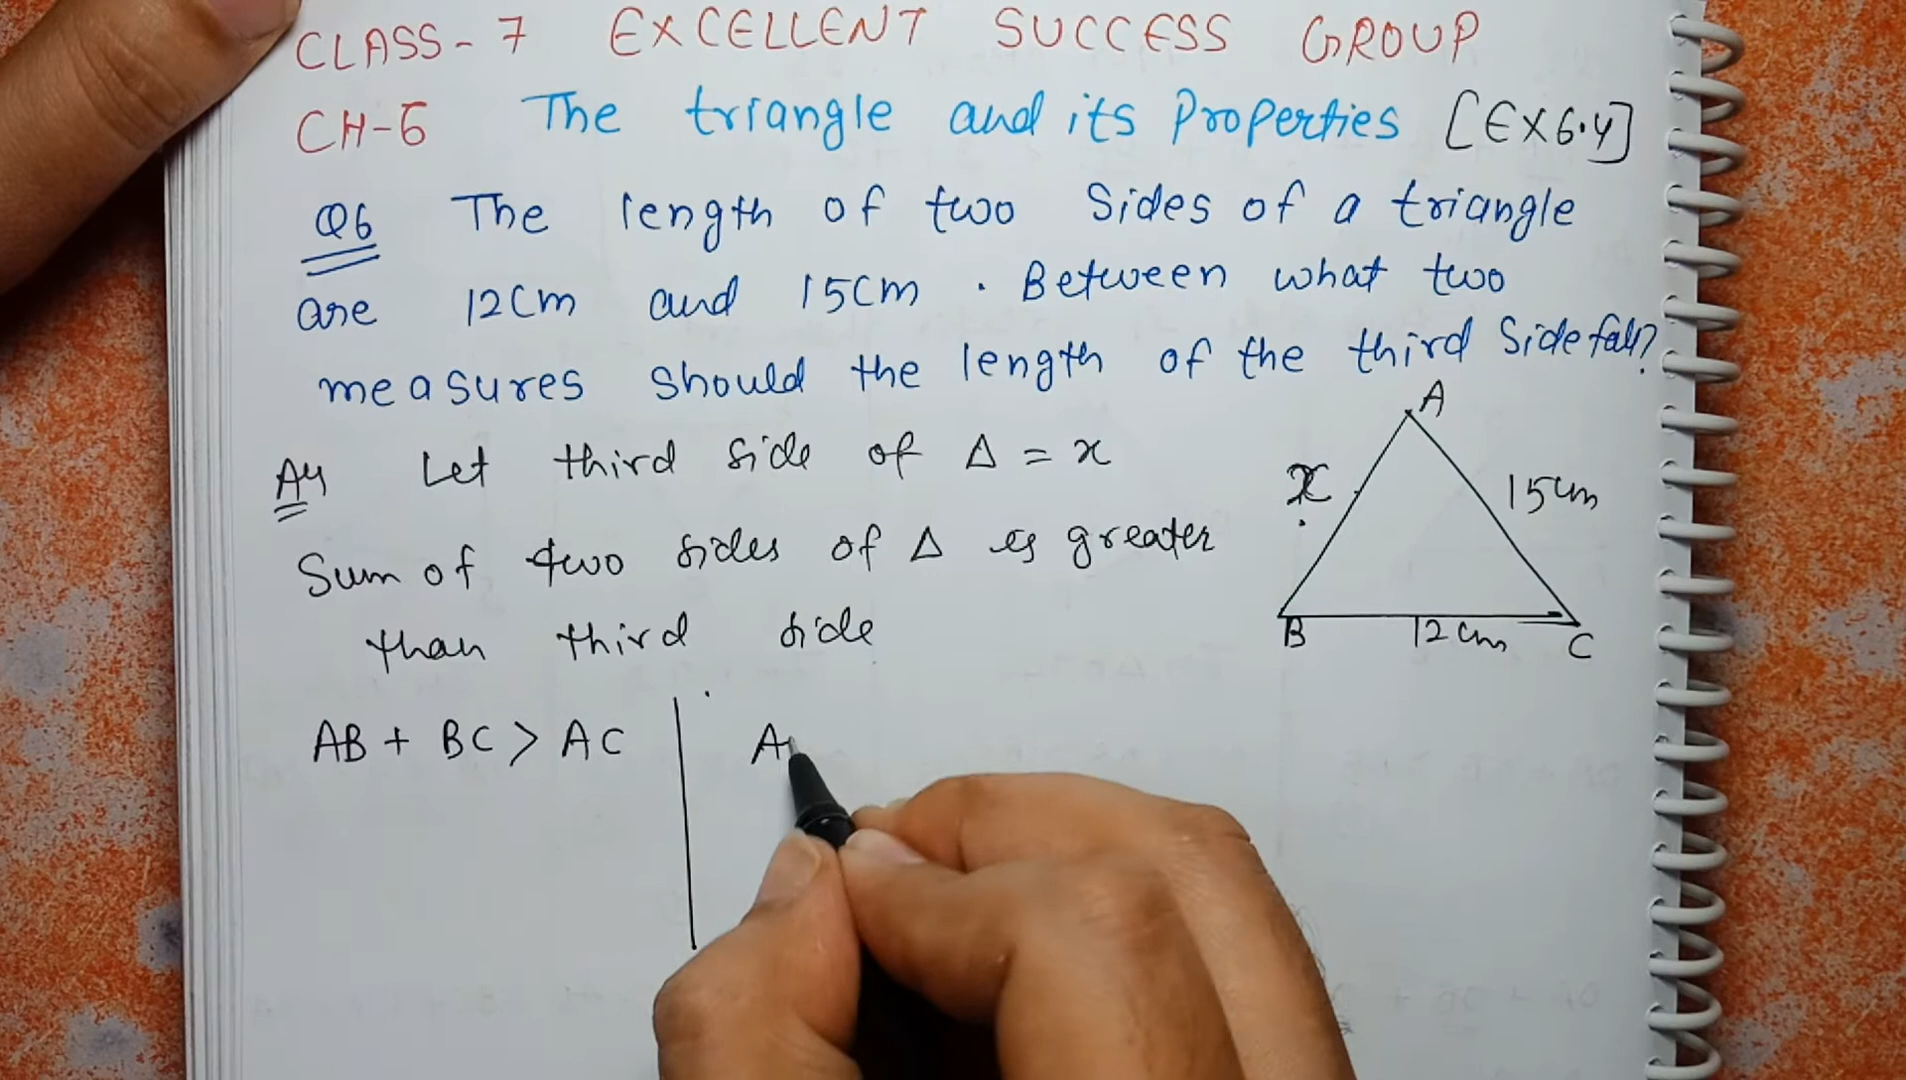 CLASS-7 EXCELLENT SUCCESS GROUP
CH-6 The triangle and its Properties [EX6.4]
Q6 The length of two Sides of a triangle
are 12Cm and 15Cm. Between what two
measures should the length of the third Side fall?
A
Let third side of Δ = x
x
15cm
Sum of two sides of Δ is greater
than third side
B
12cm
C
AB + BC > AC
A